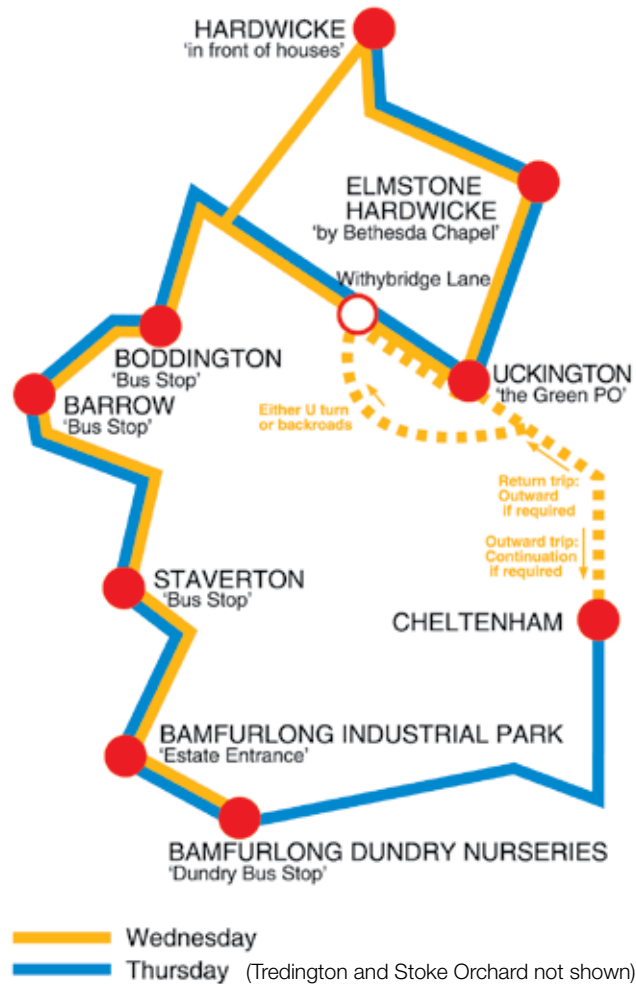 HARDWICKE
'in front of houses'
ELMSTONE
HARDWICKE
'by Bethesda Chapel'
Withybridge Lane
BODDINGTON
'Bus Stop'
UCKINGTON
'the Green PO'
BARROW
'Bus Stop'
Either U turn
or backroads
Return trip:
Outward
if required
Outward trip:
Continuation
if required
STAVERTON
'Bus Stop'
CHELTENHAM
BAMFURLONG INDUSTRIAL PARK
'Estate Entrance'
BAMFURLONG DUNDRY NURSERIES
'Dundry Bus Stop'
Wednesday
Thursday (Tredington and Stoke Orchard not shown)